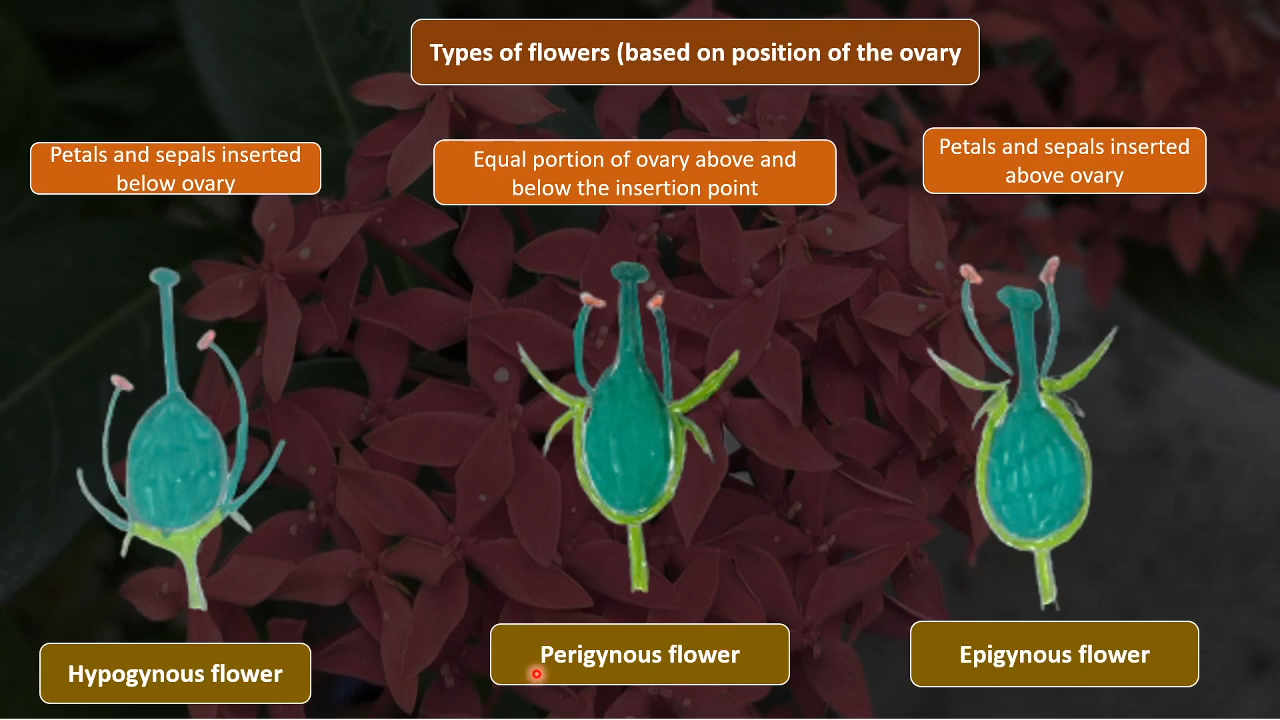 Types of flowers (based on position of the ovary
Petals and sepals inserted
below ovary
Equal portion of ovary above and
below the insertion point
Petals and sepals inserted
above ovary
Hypogynous flower
Perigynous flower
Epigynous flower